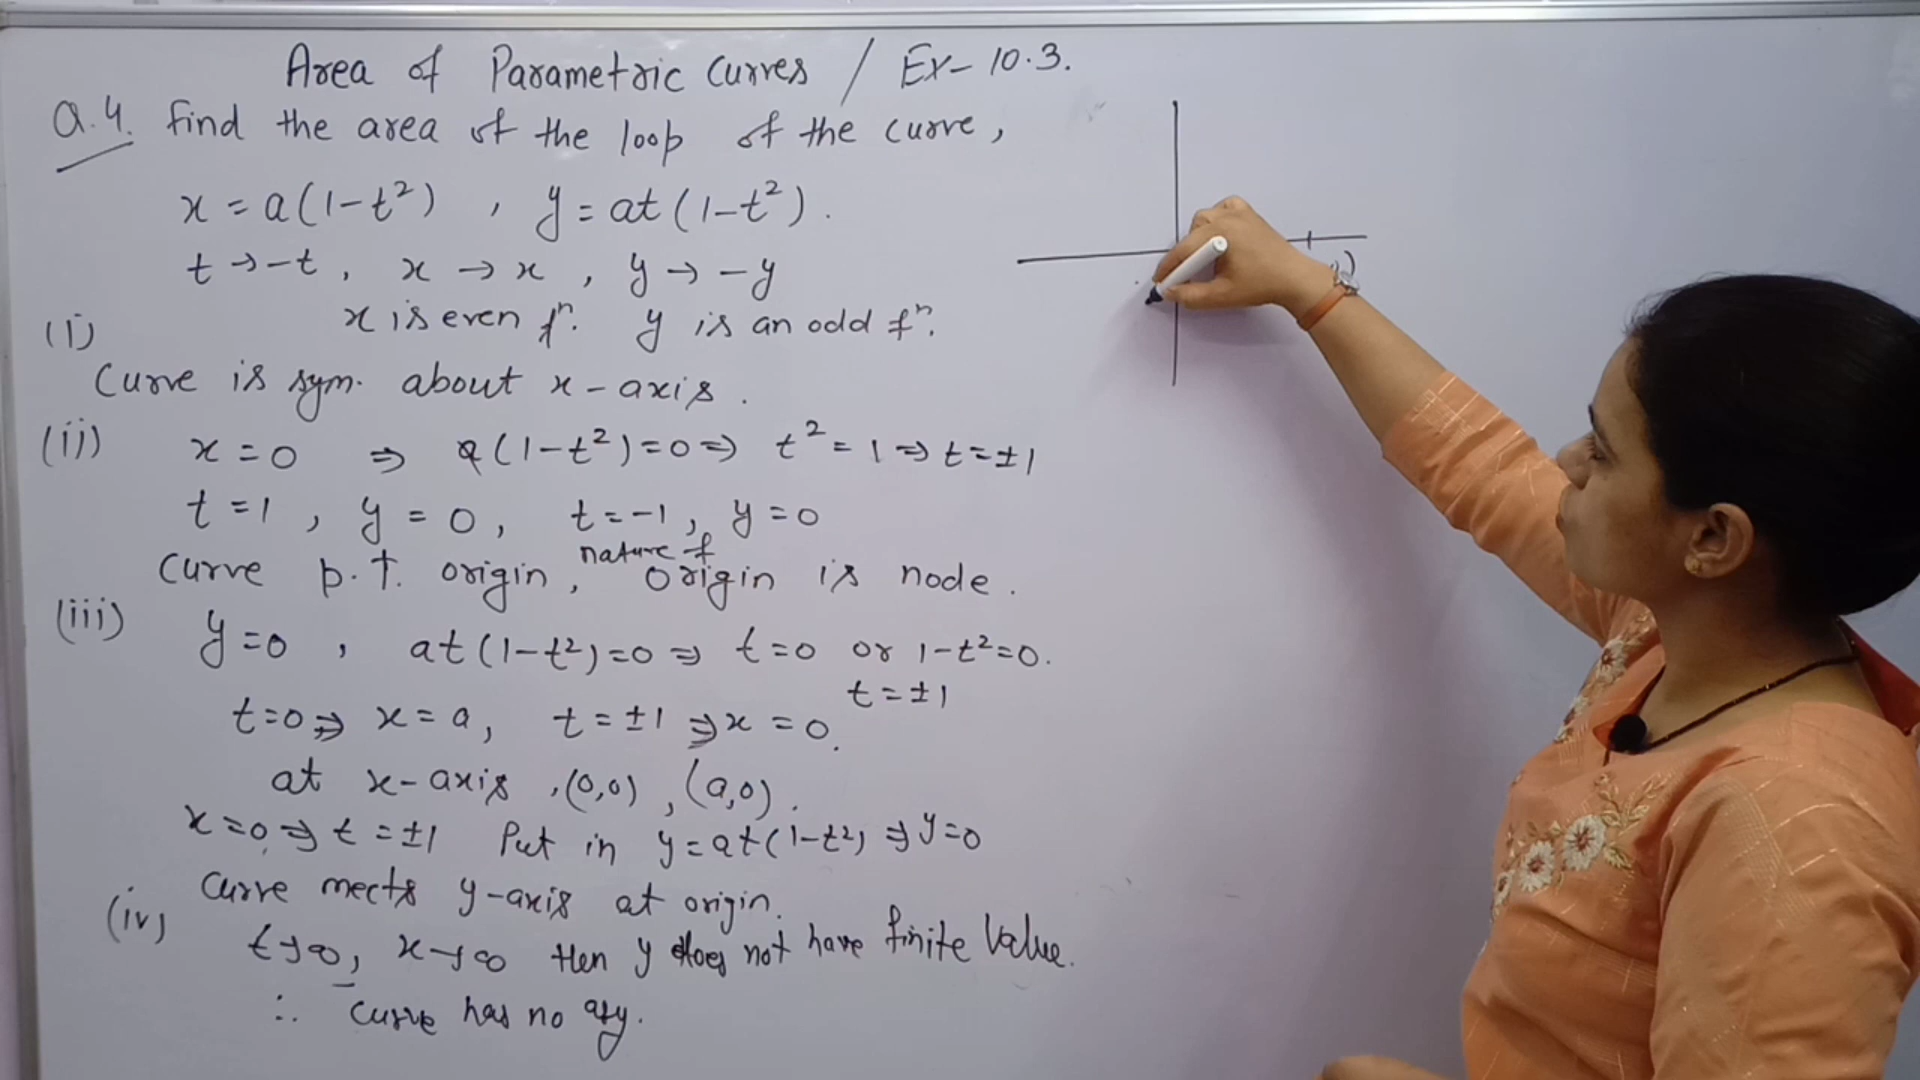 Area of Parametric Curves / Ex- 10.3.
Q.4. find the area of the loop of the curve,
x = a(1-t²) , y = at(1-t²).
t → -t, x → x, y → -y
(i) x is even fⁿ. y is an odd fⁿ.
Curve is sym. about x-axis.
(ii) x = 0 ⇒ a(1-t²)=0 ⇒ t² = 1 ⇒ t=±1
t = 1, y = 0, t = -1, y = 0
nature of
Curve p.t. origin, origin is node.
(iii) y = 0, at(1-t²)=0 ⇒ t=0 or 1-t²=0.
t = ±1
t=0 ⇒ x = a, t = ±1 ⇒ x = 0.
at x-axis, (0,0), (a,0).
x = 0 ⇒ t = ±1 Put in y = at(1-t²) ⇒ y=0
Curve meets y-axis at origin.
(iv) t→∞, x→∞ then y does not have finite value.
∴ Curve has no asy.